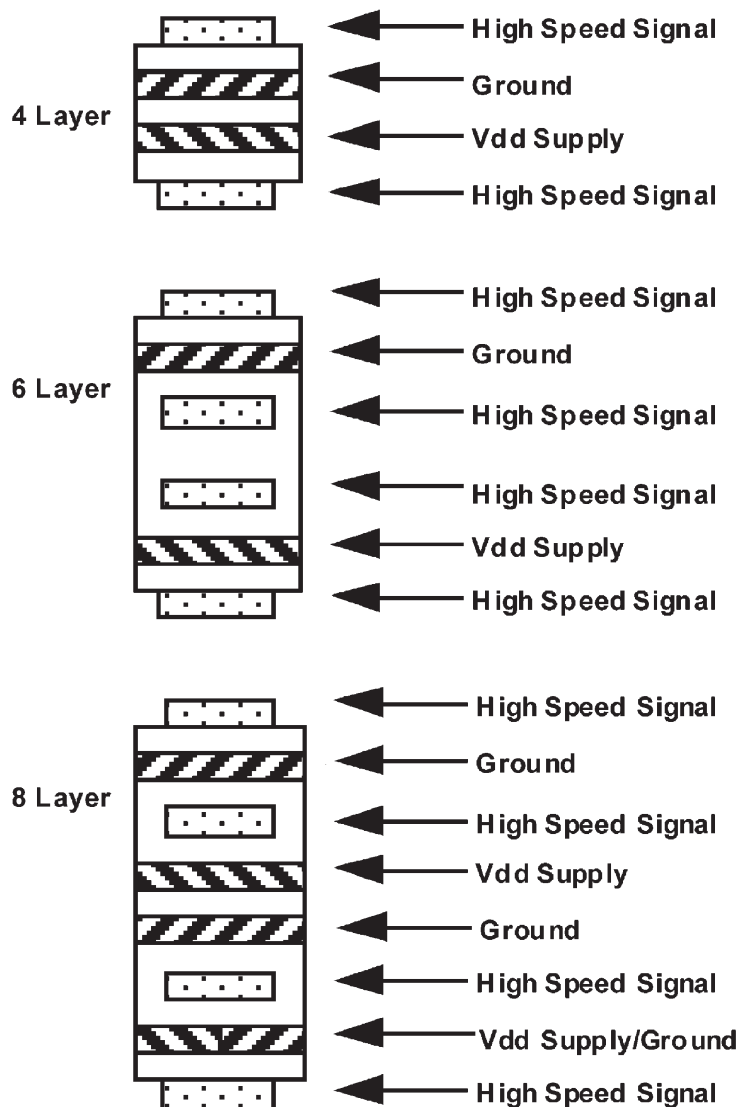 High Speed Signal
Ground
4 Layer
Vdd Supply
High Speed Signal
High Speed Signal
Ground
6 Layer
High Speed Signal
High Speed Signal
Vdd Supply
High Speed Signal
High Speed Signal
Ground
8 Layer
High Speed Signal
Vdd Supply
Ground
High Speed Signal
Vdd Supply/Ground
High Speed Signal